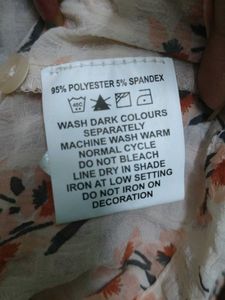 95% POLYESTER 5% SPANDEX
40C
WASH DARK COLOURS
SEPARATELY
MACHINE WASH WARM
NORMAL CYCLE
DO NOT BLEACH
LINE DRY IN SHADE
IRON AT LOW SETTING
DO NOT IRON ON
DECORATION